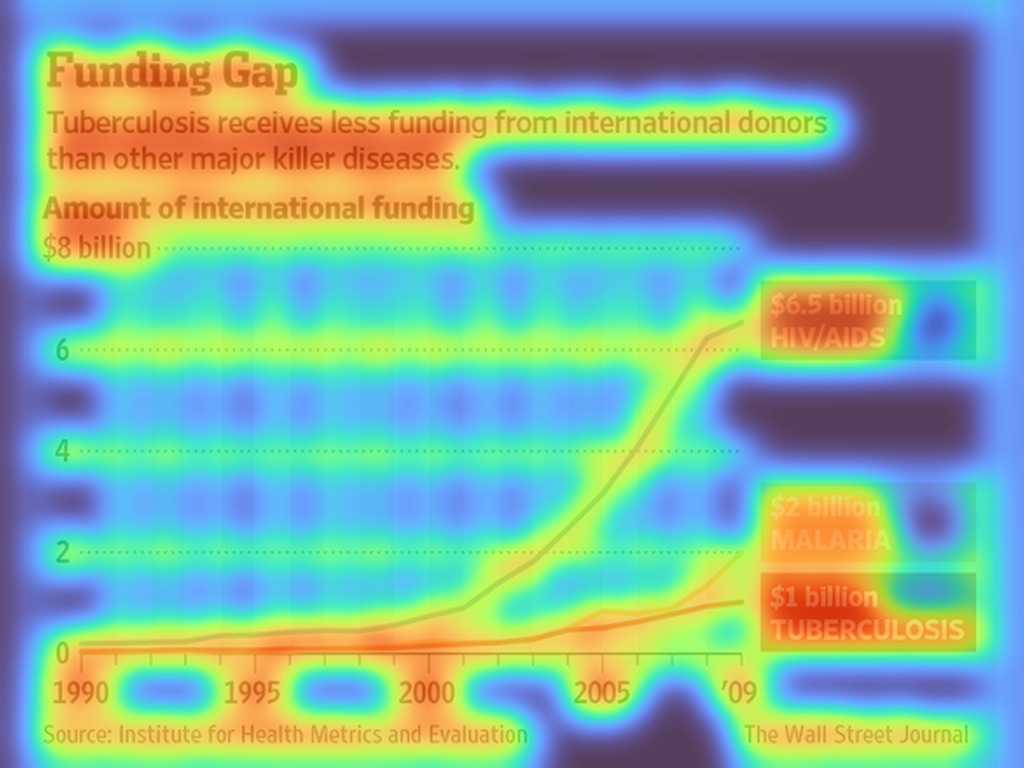 Funding Gap
Tuberculosis receives less funding from international donors
than other major killer diseases.
Amount of international funding
$8 billion
$6.5 billion
HIV/AIDS
6
4
$2 billion
MALARIA
2
$1 billion
TUBERCULOSIS
0
1990 1995 2000 2005 '09
Source: Institute for Health Metrics and Evaluation The Wall Street Journal